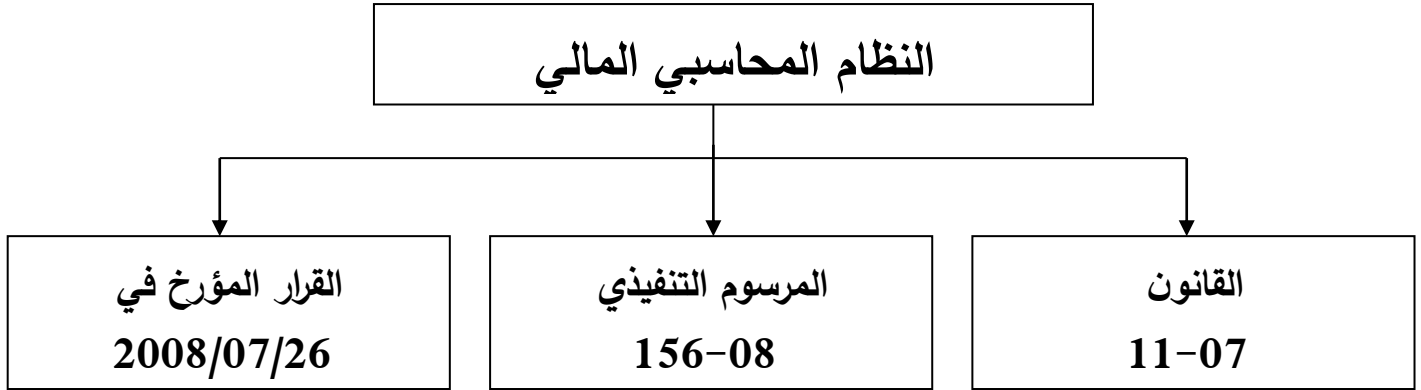 النظام المحاسبي المالي
القانون
11-07
المرسوم التنفيذي
156-08
القرار المؤرخ في
2008/07/26